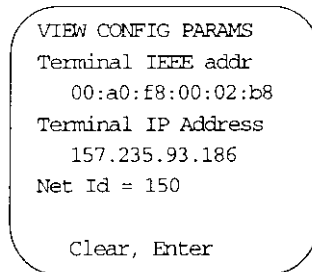 VIEW CONFIG PARAMS
Terminal IEEE addr
00:a0:f8:00:02:b8
Terminal IP Address
157.235.93.186
Net Id = 150
Clear, Enter